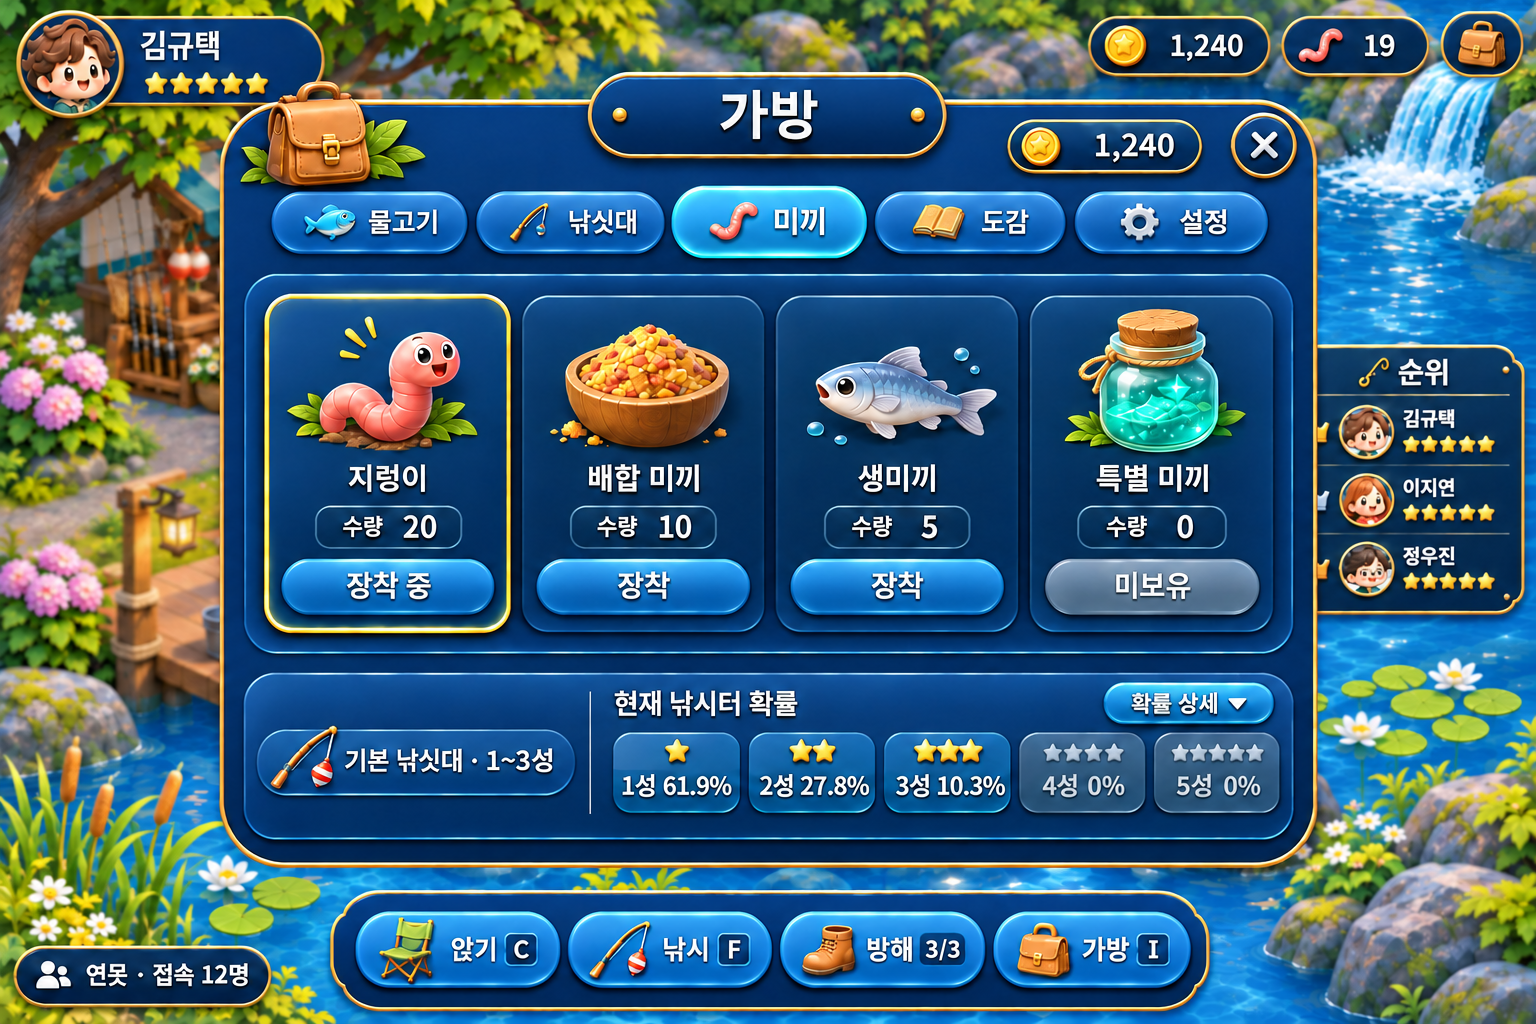 김규택
1,240
19
가방
1,240
물고기
낚싯대
미끼
도감
설정
지렁이
수량 20
장착 중
배합 미끼
수량 10
장착
생미끼
수량 5
장착
특별 미끼
수량 0
미보유
순위
김규택
이지연
정우진
기본 낚싯대 · 1~3성
현재 낚시터 확률
확률 상세
1성 61.9%
2성 27.8%
3성 10.3%
4성 0%
5성 0%
앉기 C
낚시 F
방해 3/3
가방 I
연못 · 접속 12명